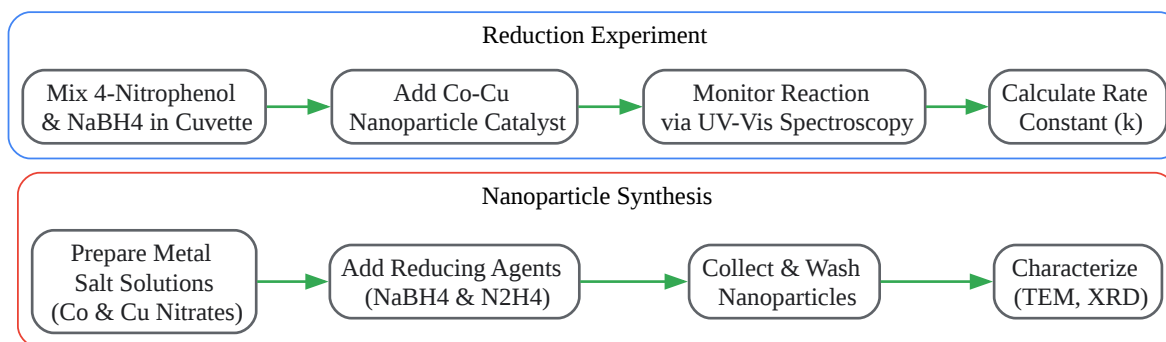 Reduction Experiment
Mix 4-Nitrophenol
& NaBH4 in Cuvette
Add Co-Cu
Nanoparticle Catalyst
Monitor Reaction
via UV-Vis Spectroscopy
Calculate Rate
Constant (k)
Nanoparticle Synthesis
Prepare Metal
Salt Solutions
(Co & Cu Nitrates)
Add Reducing Agents
(NaBH4 & N2H4)
Collect & Wash
Nanoparticles
Characterize
(TEM, XRD)